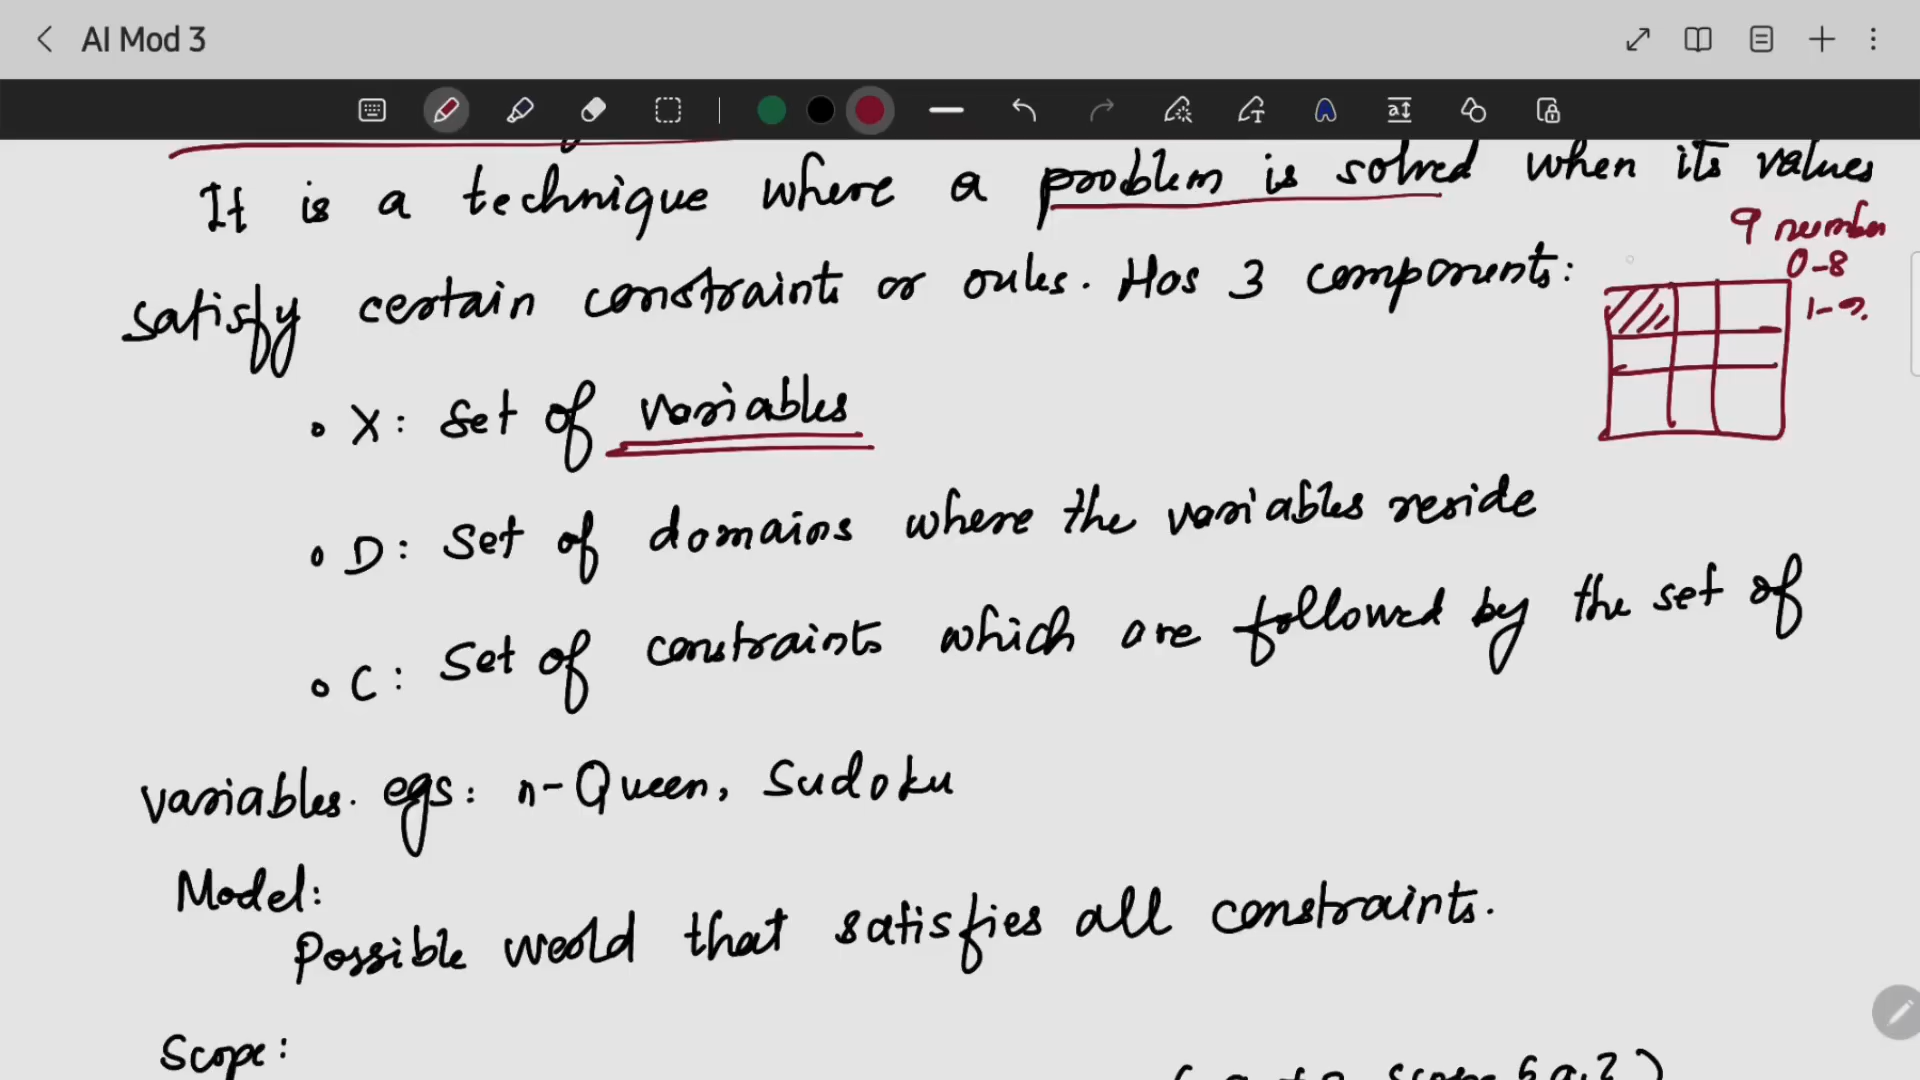 AI Mod 3
It is a technique where a problem is solved when its values
9 number
0-8
satisfy certain constraints or rules. Has 3 components:
1-9.
• X: Set of variables
• D: Set of domains where the variables reside
• C: Set of constraints which are followed by the set of
variables. egs: n-Queen, Sudoku
Model:
Possible world that satisfies all constraints.
Scope: